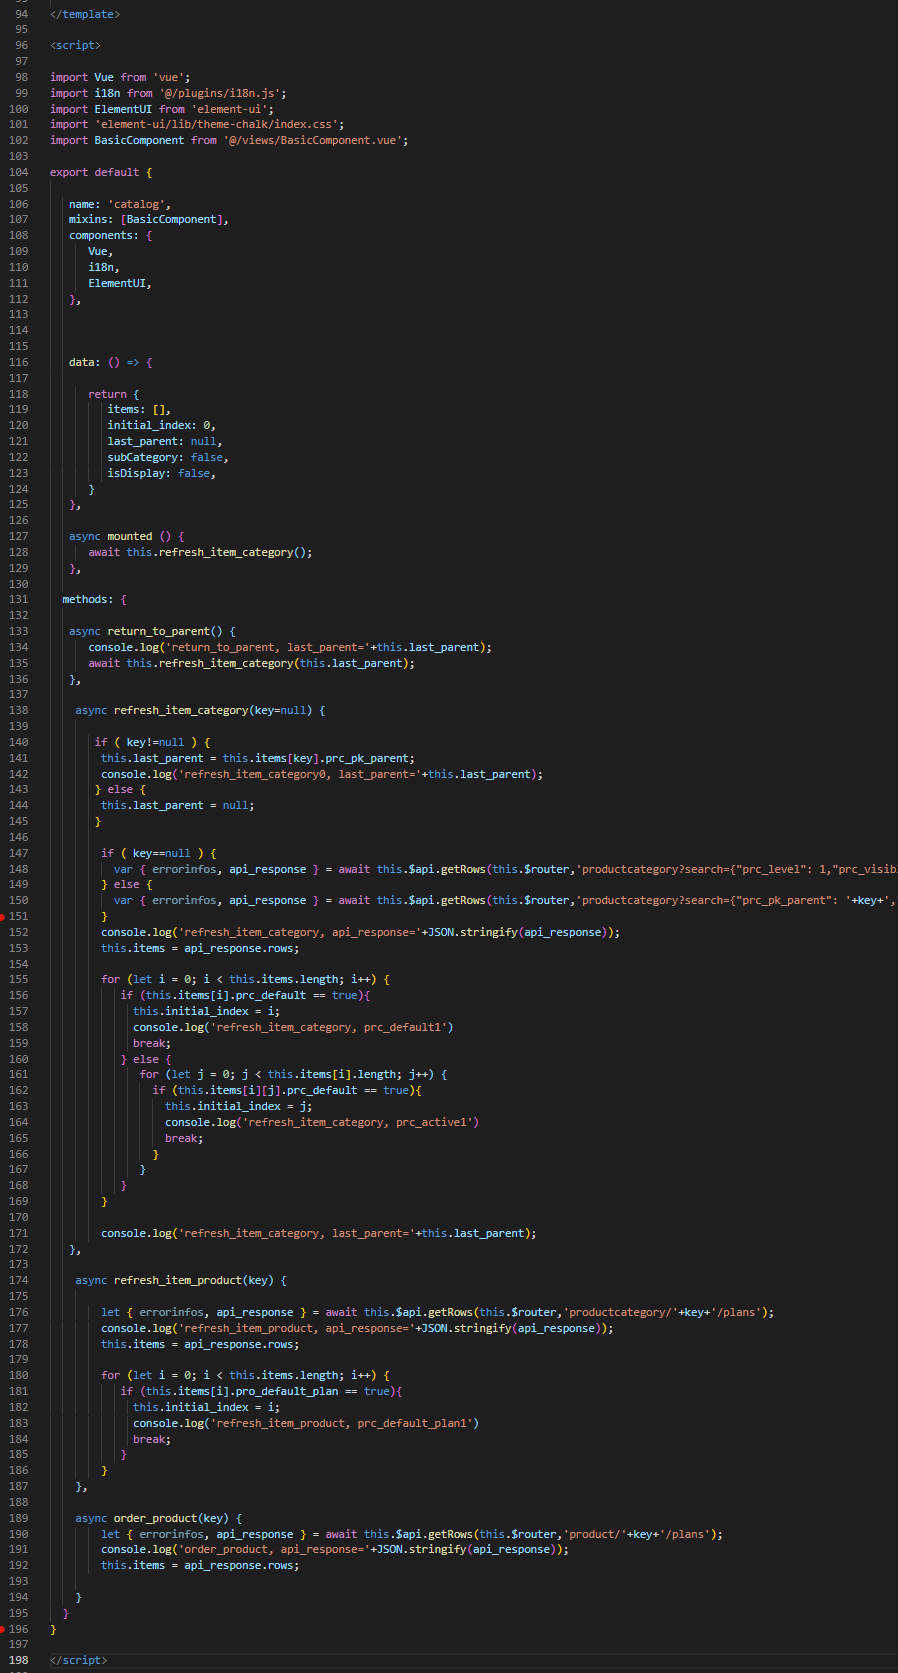 94 </template>
95
96 <script>
97
98 import Vue from 'vue';
99 import i18n from '@/plugins/i18n.js';
100 import ElementUI from 'element-ui';
101 import 'element-ui/lib/theme-chalk/index.css';
102 import BasicComponent from '@/views/BasicComponent.vue';
103
104 export default {
105
106 name: 'catalog',
107 mixins: [BasicComponent],
108 components: {
109 Vue,
110 i18n,
111 ElementUI,
112 },
113
114
115
116 data: () => {
117
118 return {
119 items: [],
120 initial_index: 0,
121 last_parent: null,
122 subCategory: false,
123 isDisplay: false,
124 }
125 },
126
127 async mounted () {
128 await this.refresh_item_category();
129 },
130
131 methods: {
132
133 async return_to_parent() {
134 console.log('return_to_parent, last_parent='+this.last_parent);
135 await this.refresh_item_category(this.last_parent);
136 },
137
138 async refresh_item_category(key=null) {
139
140 if ( key!=null ) {
141 this.last_parent = this.items[key].prc_pk_parent;
142 console.log('refresh_item_category0, last_parent='+this.last_parent);
143 } else {
144 this.last_parent = null;
145 }
146
147 if ( key==null ) {
148 var { errorinfos, api_response } = await this.$api.getRows(this.$router,'productcategory?search={"prc_level": 1,"prc_visib
149 } else {
150 var { errorinfos, api_response } = await this.$api.getRows(this.$router,'productcategory?search={"prc_pk_parent": '+key+',
151 }
152 console.log('refresh_item_category, api_response='+JSON.stringify(api_response));
153 this.items = api_response.rows;
154
155 for (let i = 0; i < this.items.length; i++) {
156 if (this.items[i].prc_default == true){
157 this.initial_index = i;
158 console.log('refresh_item_category, prc_default1')
159 break;
160 } else {
161 for (let j = 0; j < this.items[i].length; j++) {
162 if (this.items[i][j].prc_default == true){
163 this.initial_index = j;
164 console.log('refresh_item_category, prc_active1')
165 break;
166 }
167 }
168 }
169 }
170
171 console.log('refresh_item_category, last_parent='+this.last_parent);
172 },
173
174 async refresh_item_product(key) {
175
176 let { errorinfos, api_response } = await this.$api.getRows(this.$router,'productcategory/'+key+'/plans');
177 console.log('refresh_item_product, api_response='+JSON.stringify(api_response));
178 this.items = api_response.rows;
179
180 for (let i = 0; i < this.items.length; i++) {
181 if (this.items[i].pro_default_plan == true){
182 this.initial_index = i;
183 console.log('refresh_item_product, prc_default_plan1')
184 break;
185 }
186 }
187 },
188
189 async order_product(key) {
190 let { errorinfos, api_response } = await this.$api.getRows(this.$router,'product/'+key+'/plans');
191 console.log('order_product, api_response='+JSON.stringify(api_response));
192 this.items = api_response.rows;
193
194 }
195 }
196 }
197
198 </script>